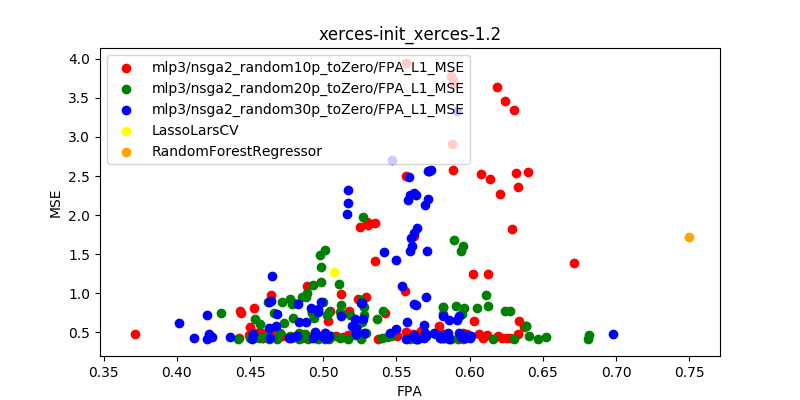 xerces-init_xerces-1.2
mlp3/nsga2_random10p_toZero/FPA_L1_MSE
mlp3/nsga2_random20p_toZero/FPA_L1_MSE
mlp3/nsga2_random30p_toZero/FPA_L1_MSE
LassoLarsCV
RandomForestRegressor
MSE
4.0
3.5
3.0
2.5
2.0
1.5
1.0
0.5
0.35 0.40 0.45 0.50 0.55 0.60 0.65 0.70 0.75
FPA